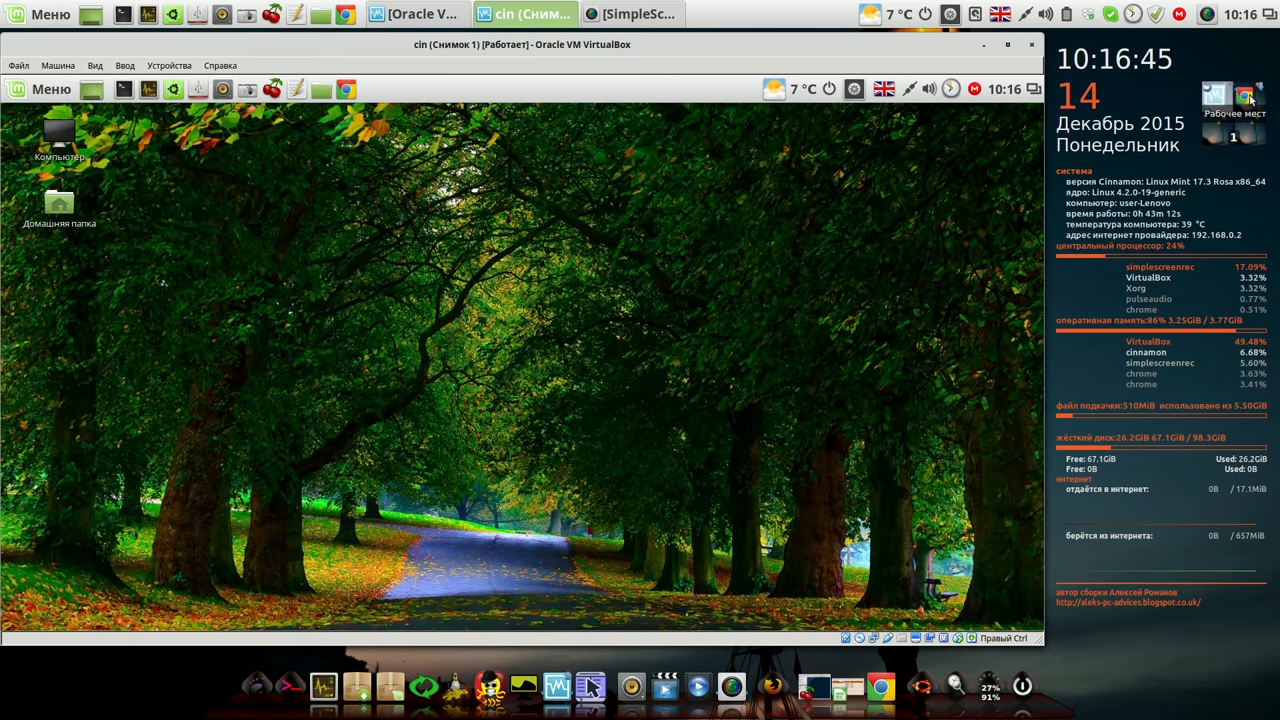 Меню
[Oracle V...
cin (Сним...
[SimpleSc...
7 °C
10:16
cin (Снимок 1) [Работает] - Oracle VM VirtualBox
Файл Машина Вид Ввод Устройства Справка
Меню
7 °C
10:16
Компьютер
Домашняя папка
Правый Ctrl
10:16:45
14
Декабрь 2015
Понедельник
Рабочее мест
1
система
версия Cinnamon: Linux Mint 17.3 Rosa x86_64
ядро: Linux 4.2.0-19-generic
компьютер: user-Lenovo
время работы: 0h 43m 12s
температура компьютера: 39 °C
адрес интернет провайдера: 192.168.0.2
центральный процессор: 24%
simplescreenrec 17.09%
VirtualBox 3.32%
Xorg 3.32%
pulseaudio 0.77%
chrome 0.51%
оперативная память:86% 3.25GiB / 3.77GiB
VirtualBox 49.48%
cinnamon 6.68%
simplescreenrec 5.60%
chrome 3.63%
chrome 3.41%
файл подкачки:510MiB использовано из 5.50GiB
жёсткий диск:26.2GiB 67.1GiB / 98.3GiB
Free: 67.1GiB Used: 26.2GiB
Free: 0B Used: 0B
интернет
отдаётся в интернет: 0B / 17.1MiB
берётся из интернета: 0B / 657MiB
автор сборки Алексей Романов
http://aleks-pc-advices.blogspot.co.uk/
27%
91%